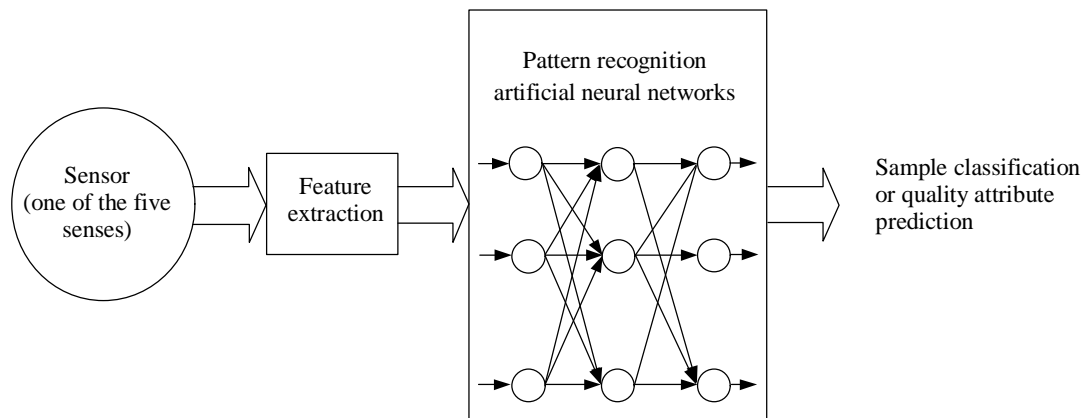 Sensor
(one of the five
senses)
Feature
extraction
Pattern recognition
artificial neural networks
Sample classification
or quality attribute
prediction